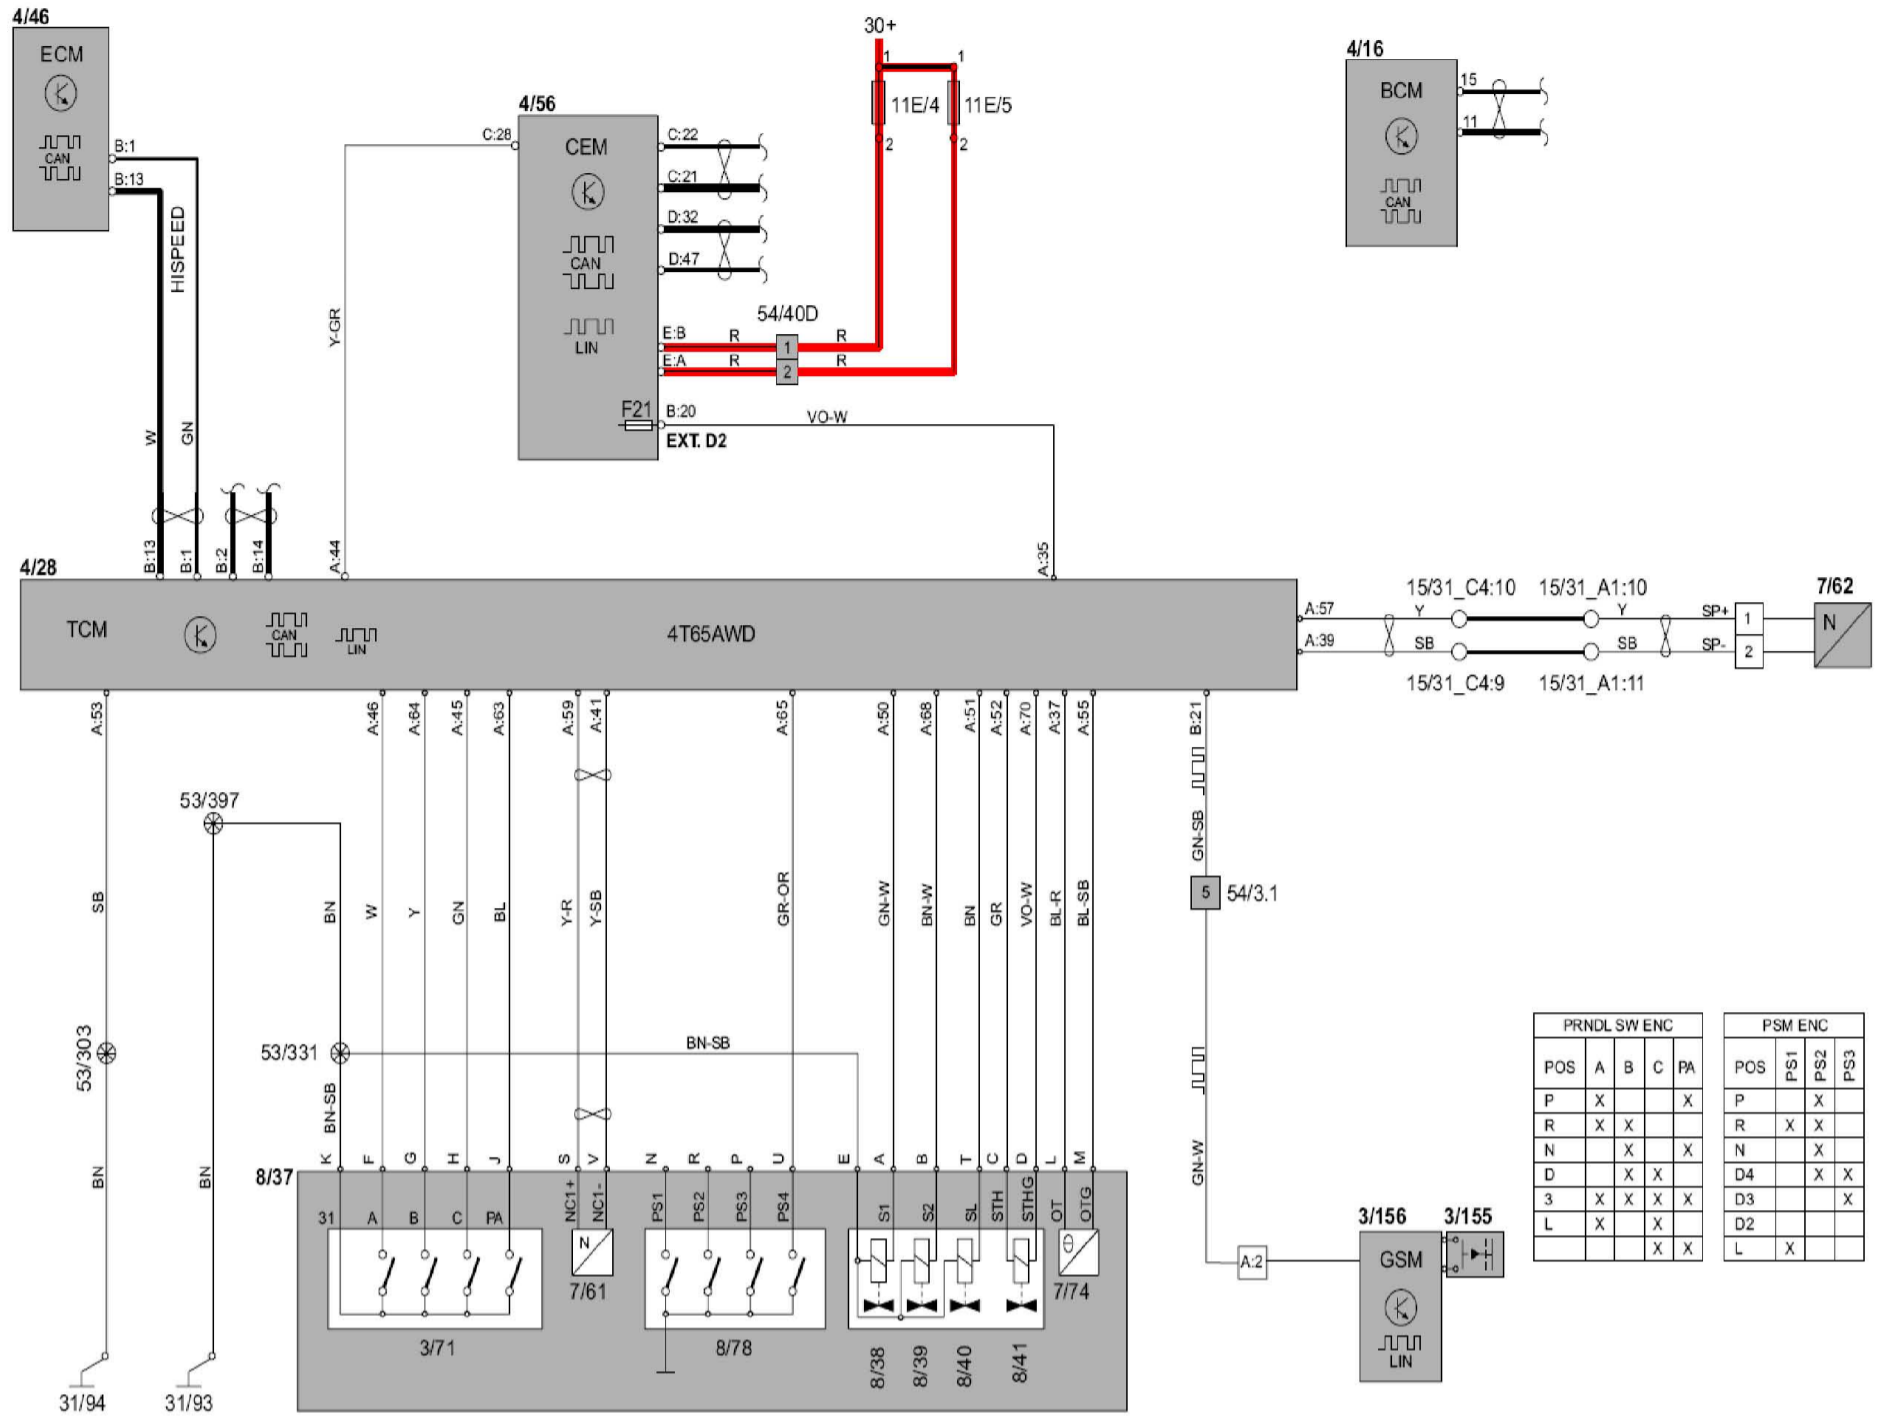 4/46
ECM
CAN
B:1
B:13
HISPEED
W
GN
30+
1
1
11E/4
11E/5
2
2
4/16
BCM
CAN
15
11
4/56
CEM
CAN
LIN
C:28
C:22
C:21
D:32
D:47
54/40D
E:B
R
1
R
E:A
R
2
R
F21
B:20
VO-W
EXT. D2
Y-GR
4/28
B:13
B:1
B:2
B:14
A:44
A:35
TCM
CAN
LIN
4T65AWD
A:57
A:39
15/31_C4:10
15/31_A1:10
7/62
Y
Y
SP+
1
N
SB
SB
SP-
2
15/31_C4:9
15/31_A1:11
A:53
A:46
A:64
A:45
A:63
A:59
A:41
A:65
A:50
A:68
A:51
A:52
A:70
A:37
A:55
B:21
53/397
SB
BN
W
Y
GN
BL
Y-R
Y-SB
GR-OR
GN-W
BN-W
BN
GR
VO-W
BL-R
BL-SB
GN-SB
5
54/3.1
53/303
53/331
BN-SB
BN-SB
BN
BN
GN-W
8/37
K
F
G
H
J
S
V
N
R
P
U
E
A
B
T
C
D
L
M
31
A
B
C
PA
NC1+
NC1-
PS1
PS2
PS3
PS4
S1
S2
SL
STH
STHG
OT
OTG
N
θ
3/71
7/61
8/78
8/38
8/39
8/40
8/41
7/74
31/94
31/93
3/156
3/155
A:2
GSM
LIN
PRNDL SW ENC
POS A B C PA
P X X
R X X
N X X
D X X
3 X X X X
L X X
X X
PSM ENC
POS PS1 PS2 PS3
P X
R X X
N X
D4 X X
D3 X
D2
L X